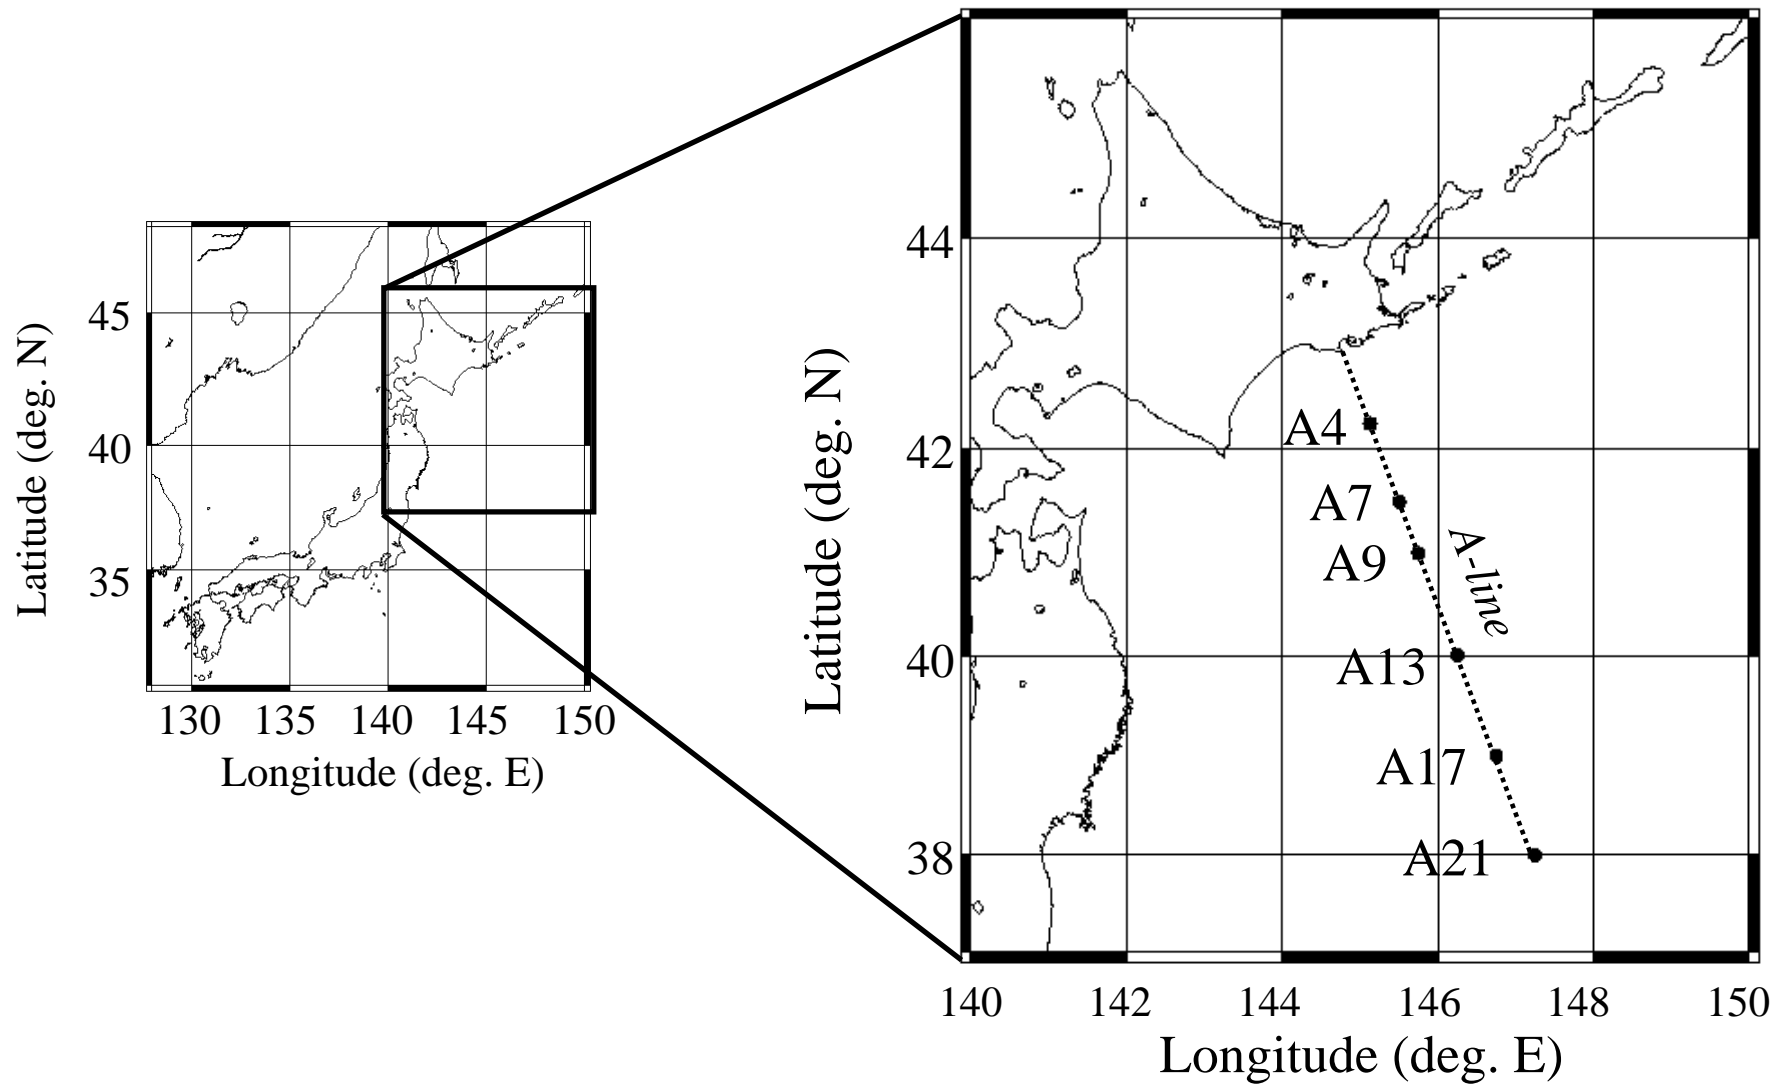 45
40
35
Latitude (deg. N)
130 135 140 145 150
Longitude (deg. E)
44
42
40
38
Latitude (deg. N)
A4
A7
A9
A-line
A13
A17
A21
140 142 144 146 148 150
Longitude (deg. E)